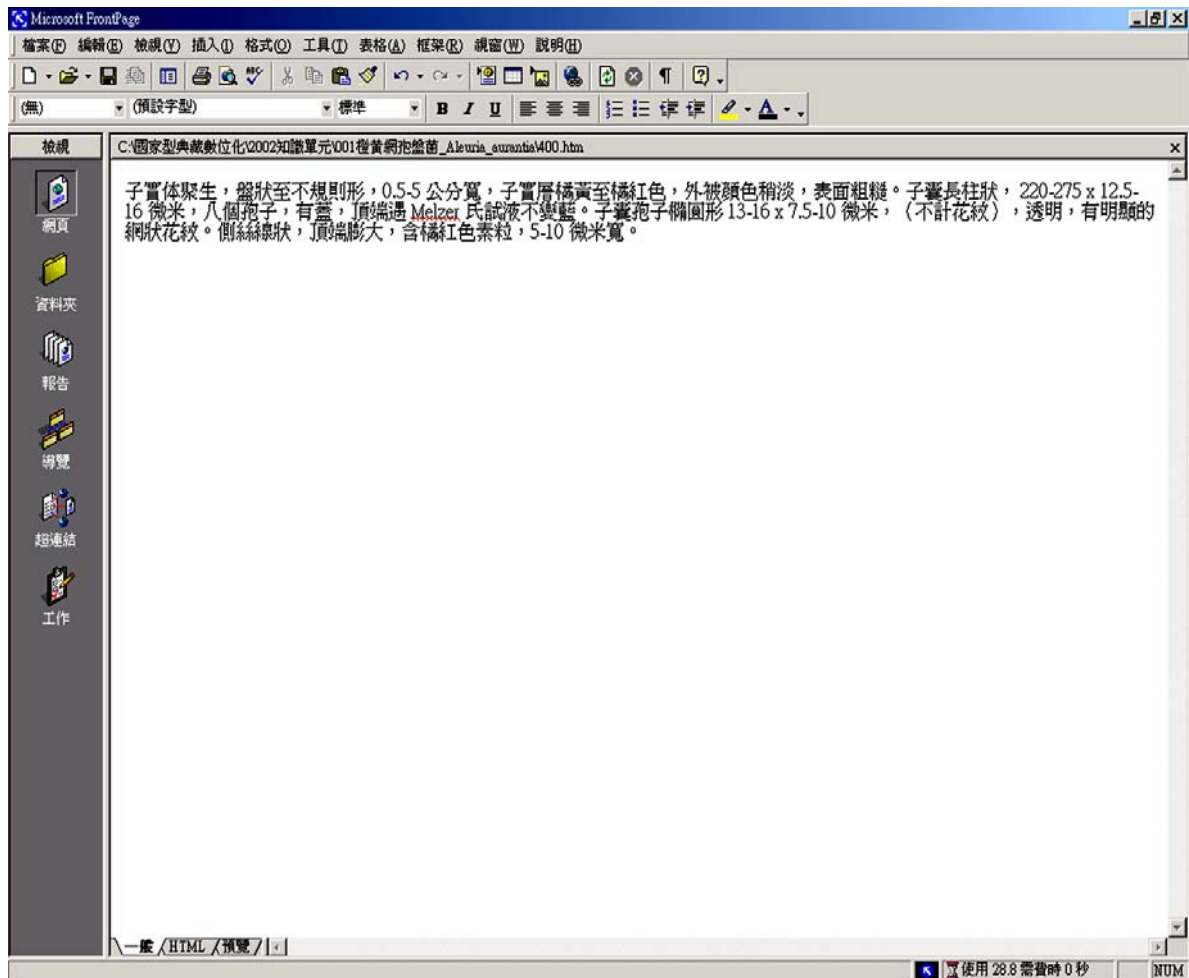 Microsoft FrontPage
檔案(F) 編輯(E) 檢視(V) 插入(I) 格式(O) 工具(T) 表格(A) 框架(R) 視窗(W) 說明(H)
(無) (預設字型) 標準 B I U A
檢視
C:\國家型典藏數位化\2002知識單元\001橙黃網孢盤菌_Aleuria_aurantia\400.htm
網頁
資料夾
報告
導覽
超連結
工作
子實体聚生，盤狀至不規則形，0.5-5 公分寬，子實層橘黃至橘紅色，外被顏色稍淡，表面粗糙。子囊長柱狀， 220-275 x 12.5-
16 微米，八個孢子，有蓋，頂端遇 Melzer 氏試液不變藍。子囊孢子橢圓形 13-16 x 7.5-10 微米，（不計花紋），透明，有明顯的
網狀花紋。側絲線狀，頂端膨大，含橘紅色素粒，5-10 微米寬。
一般 HTML 預覽
使用 28.8 需費時 0 秒 NUM